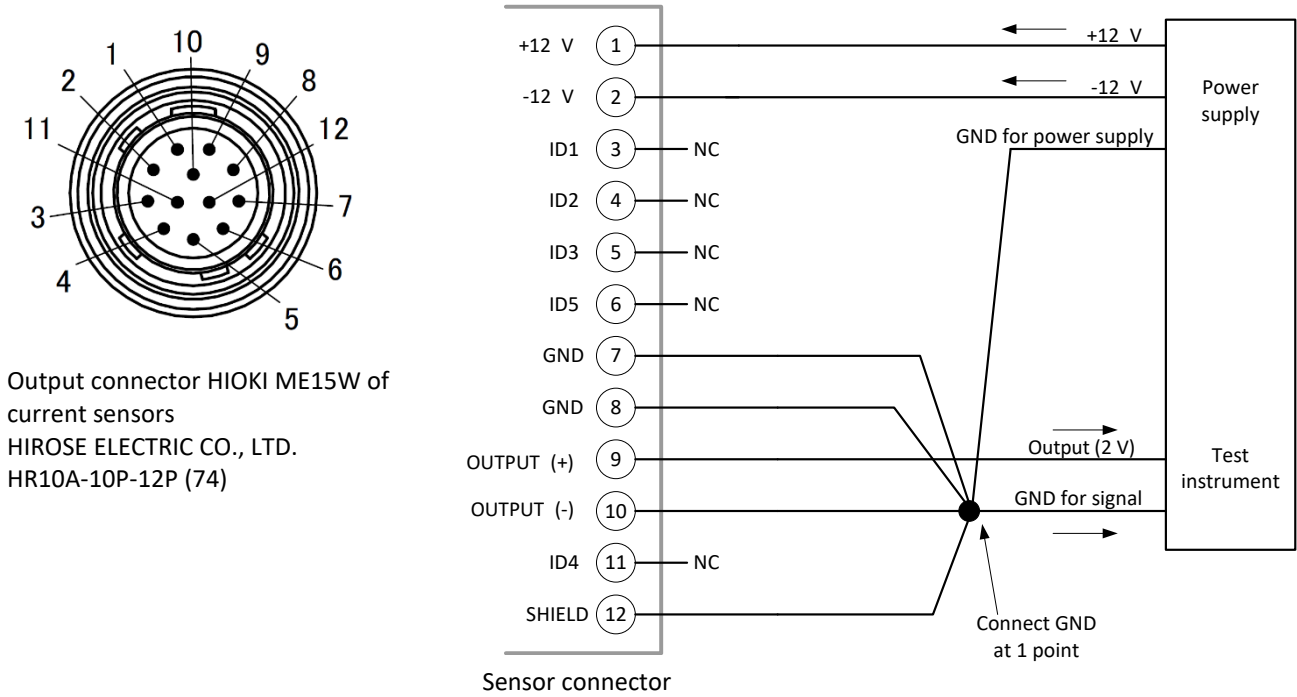 10
1
9
2
8
11
12
3
7
4
6
5
Output connector HIOKI ME15W of
current sensors
HIROSE ELECTRIC CO., LTD.
HR10A-10P-12P (74)
+12 V 1 +12 V
-12 V 2 -12 V
Power
supply
GND for power supply
ID1 3 NC
ID2 4 NC
ID3 5 NC
ID5 6 NC
GND 7
GND 8
OUTPUT (+) 9 Output (2 V)
Test
instrument
OUTPUT (-) 10 GND for signal
ID4 11 NC
SHIELD 12
Connect GND
at 1 point
Sensor connector